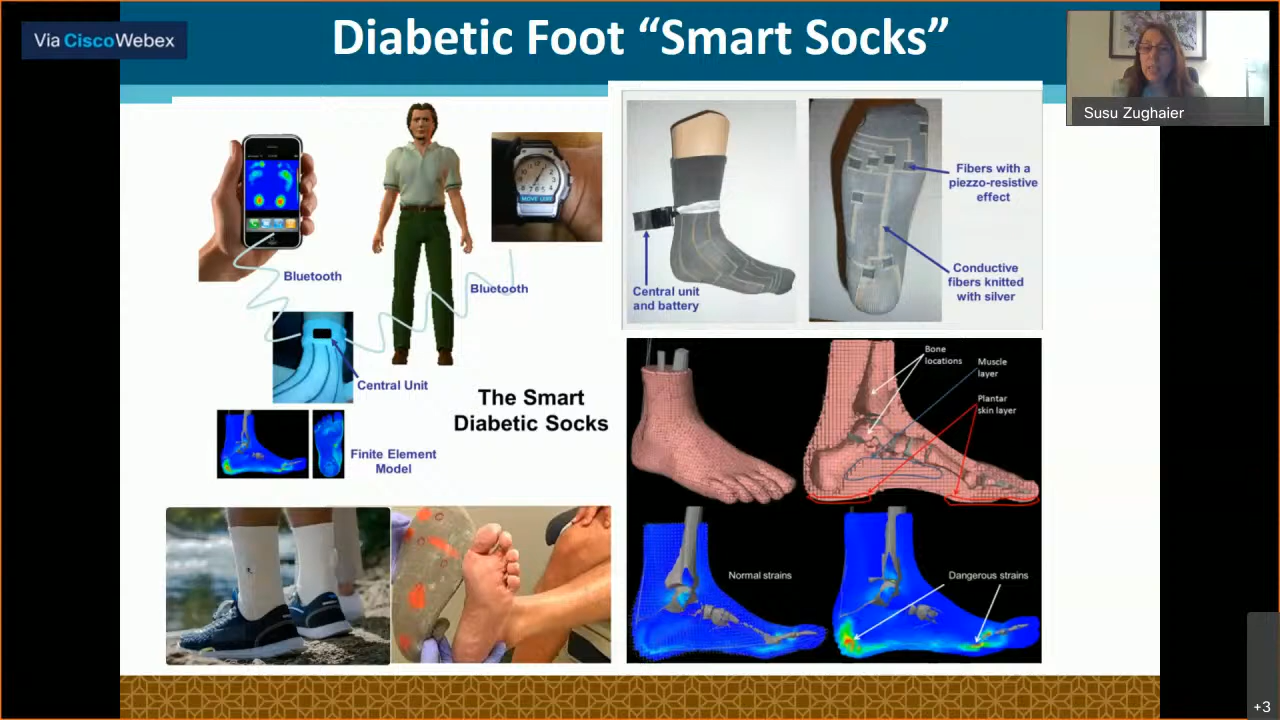 Via CiscoWebex
Diabetic Foot “Smart Socks”
Susu Zughaier
Bluetooth
Bluetooth
Central Unit
The Smart
Diabetic Socks
Finite Element
Model
Fibers with a
piezzo-resistive
effect
Conductive
fibers knitted
with silver
Central unit
and battery
Bone
locations
Muscle
layer
Plantar
skin layer
Normal strains
Dangerous strains
+3